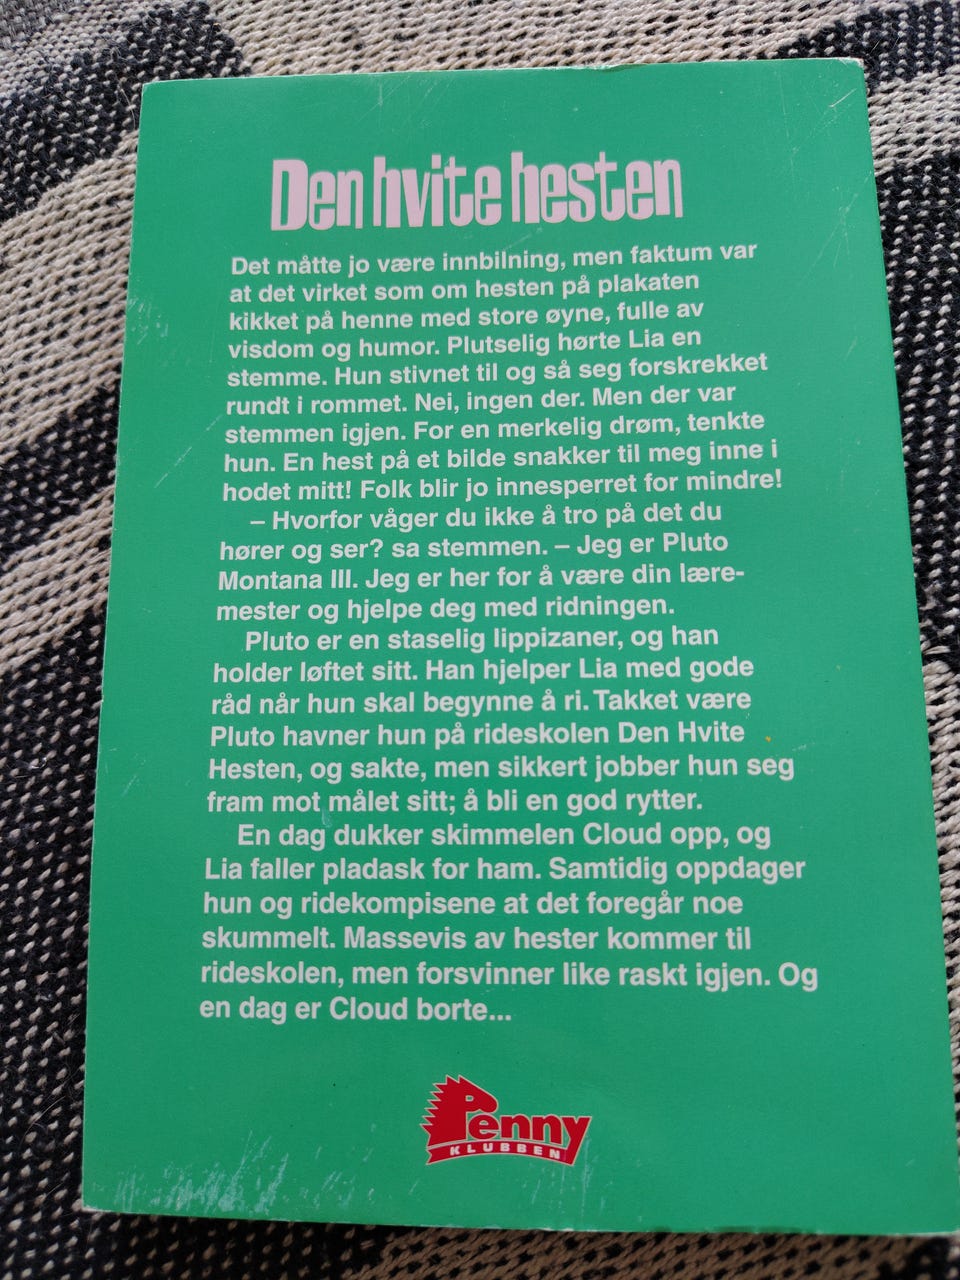 Den hvite hesten
Det måtte jo være innbilning, men faktum var
at det virket som om hesten på plakaten
kikket på henne med store øyne, fulle av
visdom og humor. Plutselig hørte Lia en
stemme. Hun stivnet til og så seg forskrekket
rundt i rommet. Nei, ingen der. Men der var
stemmen igjen. For en merkelig drøm, tenkte
hun. En hest på et bilde snakker til meg inne i
hodet mitt! Folk blir jo innesperret for mindre!
– Hvorfor våger du ikke å tro på det du
hører og ser? sa stemmen. – Jeg er Pluto
Montana III. Jeg er her for å være din lære-
mester og hjelpe deg med ridningen.
Pluto er en staselig lippizaner, og han
holder løftet sitt. Han hjelper Lia med gode
råd når hun skal begynne å ri. Takket være
Pluto havner hun på rideskolen Den Hvite
Hesten, og sakte, men sikkert jobber hun seg
fram mot målet sitt; å bli en god rytter.
En dag dukker skimmelen Cloud opp, og
Lia faller pladask for ham. Samtidig oppdager
hun og ridekompisene at det foregår noe
skummelt. Massevis av hester kommer til
rideskolen, men forsvinner like raskt igjen. Og
en dag er Cloud borte...
Penny
KLUBBEN